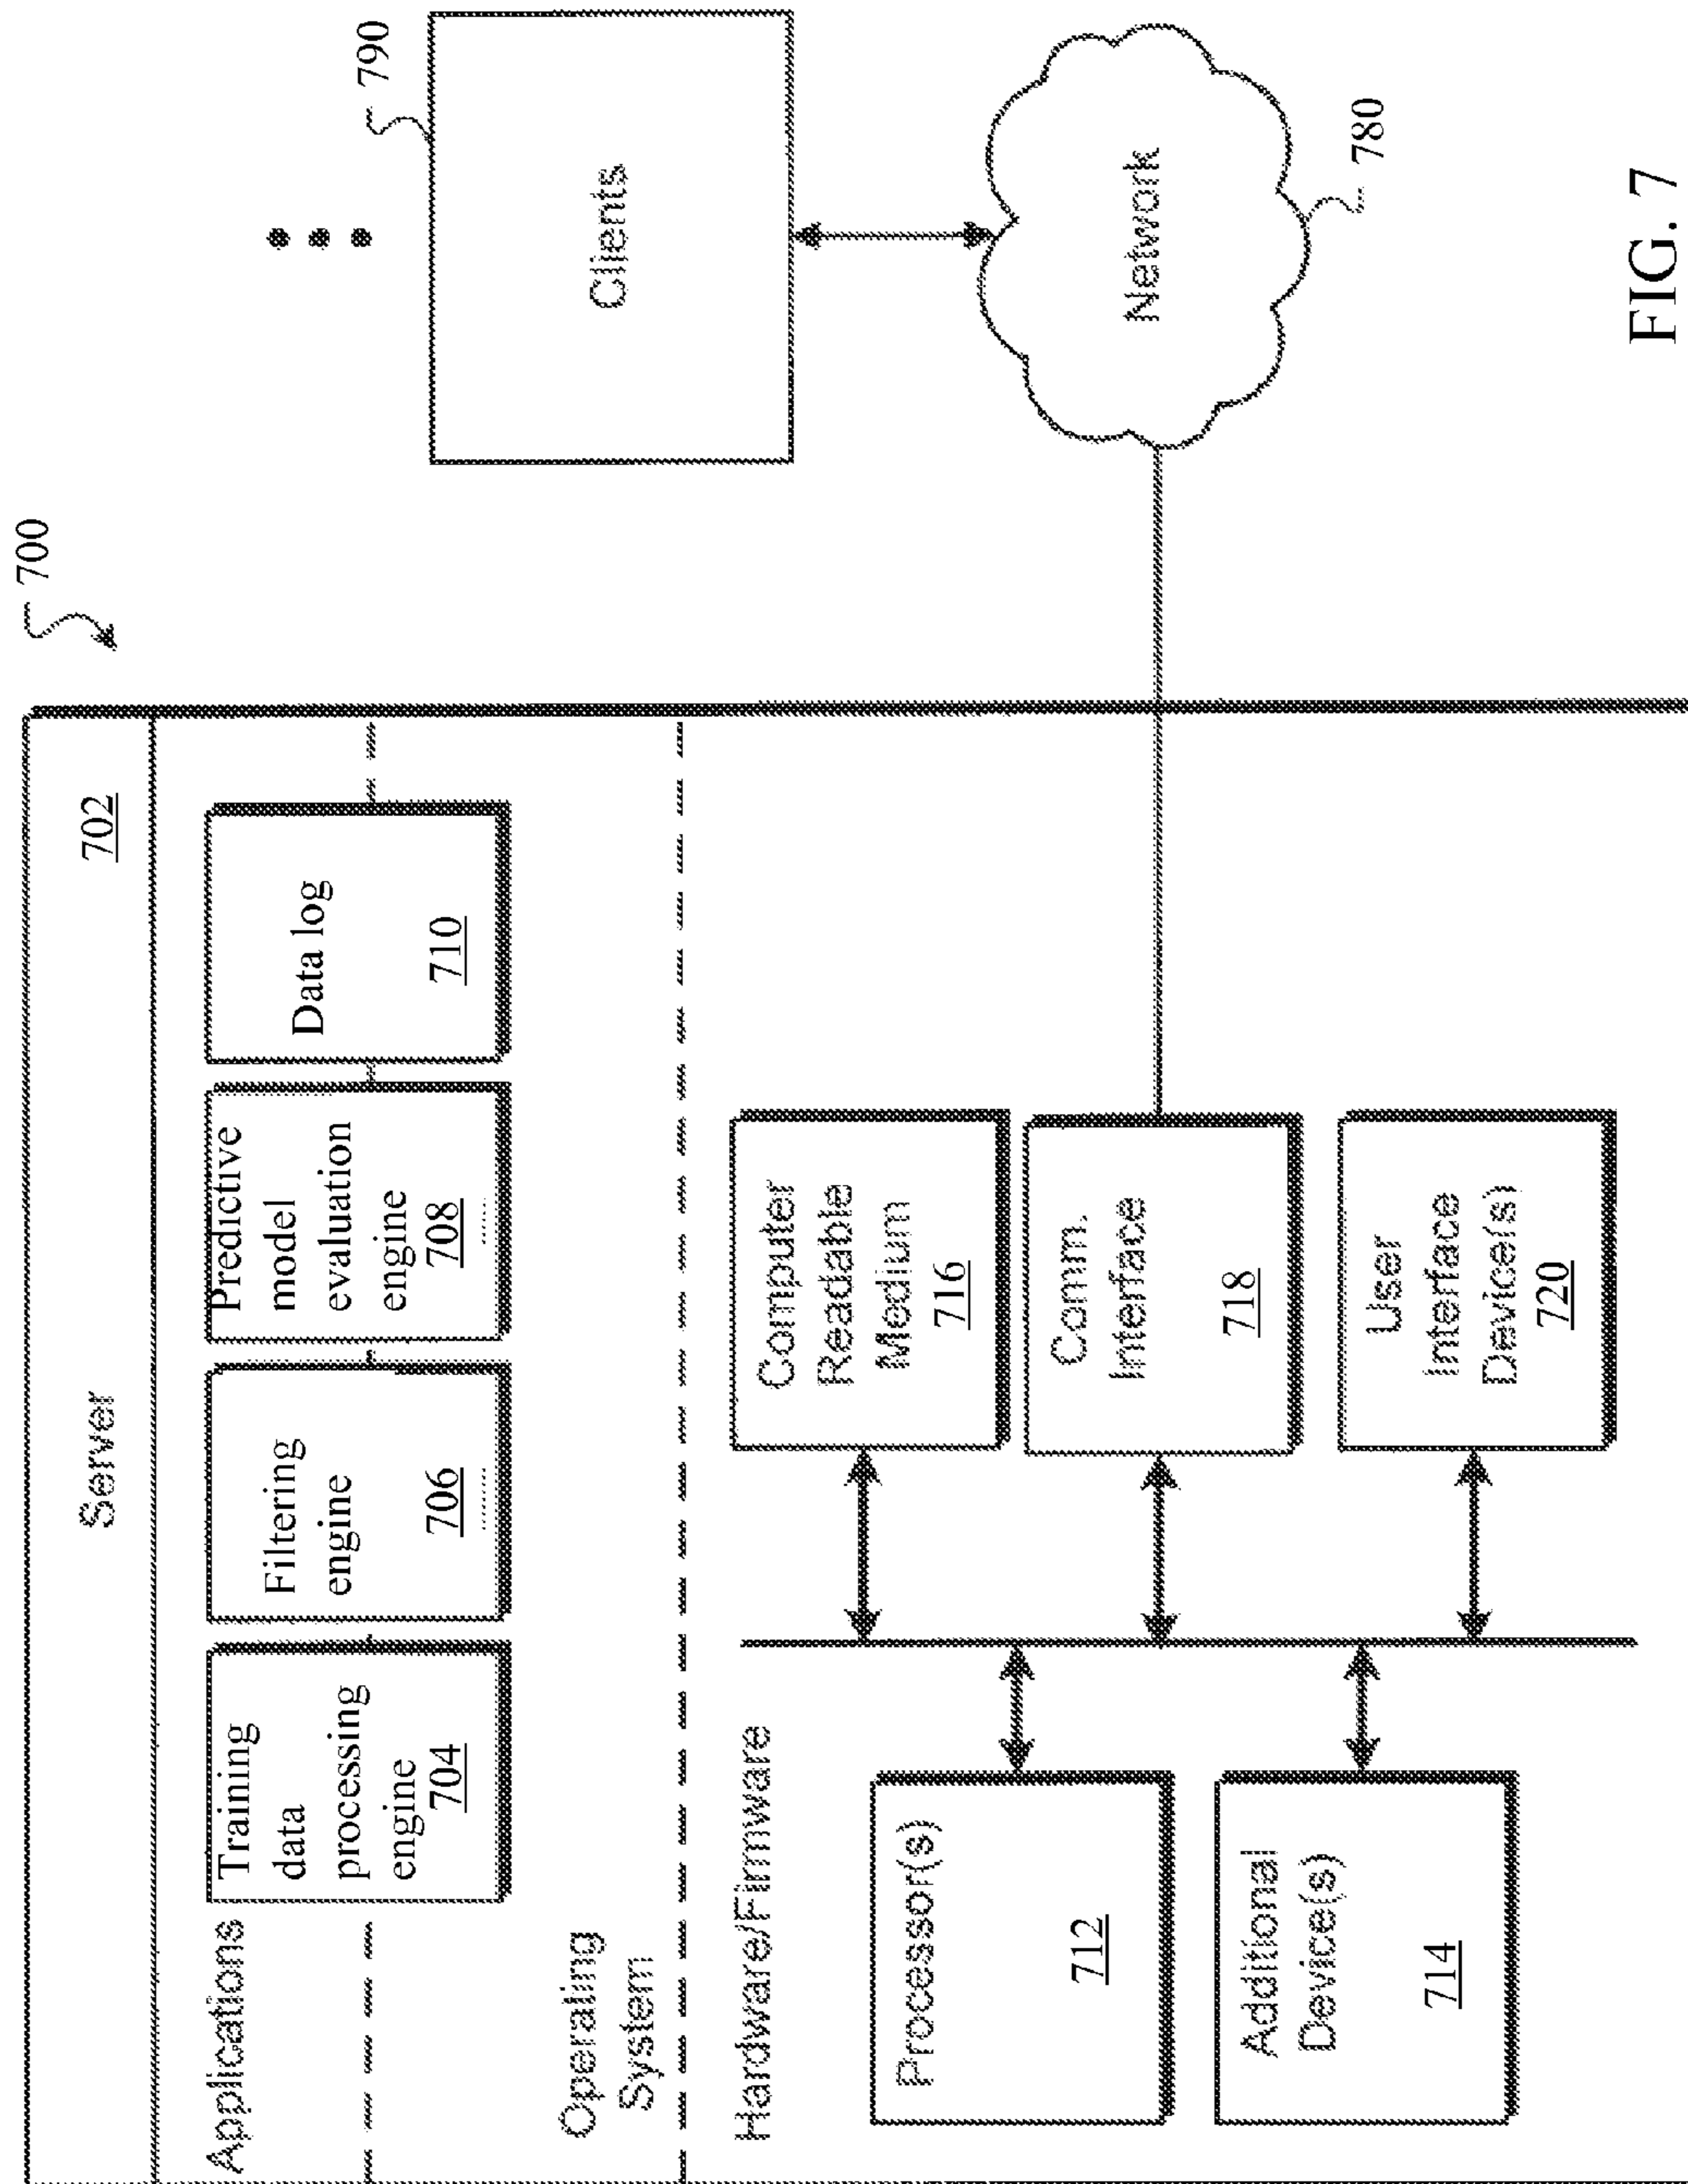 700
Server
702
Applications
Training
data
processing
engine
704
Filtering
engine
706
Predictive
model
evaluation
engine
708
Data log
710
Operating
System
Hardware/Firmware
Processor(s)
712
Additional
Device(s)
714
Computer
Readable
Medium
716
Comm.
Interface
718
User
Interface
Device(s)
720
790
Clients
Network
780
FIG. 7